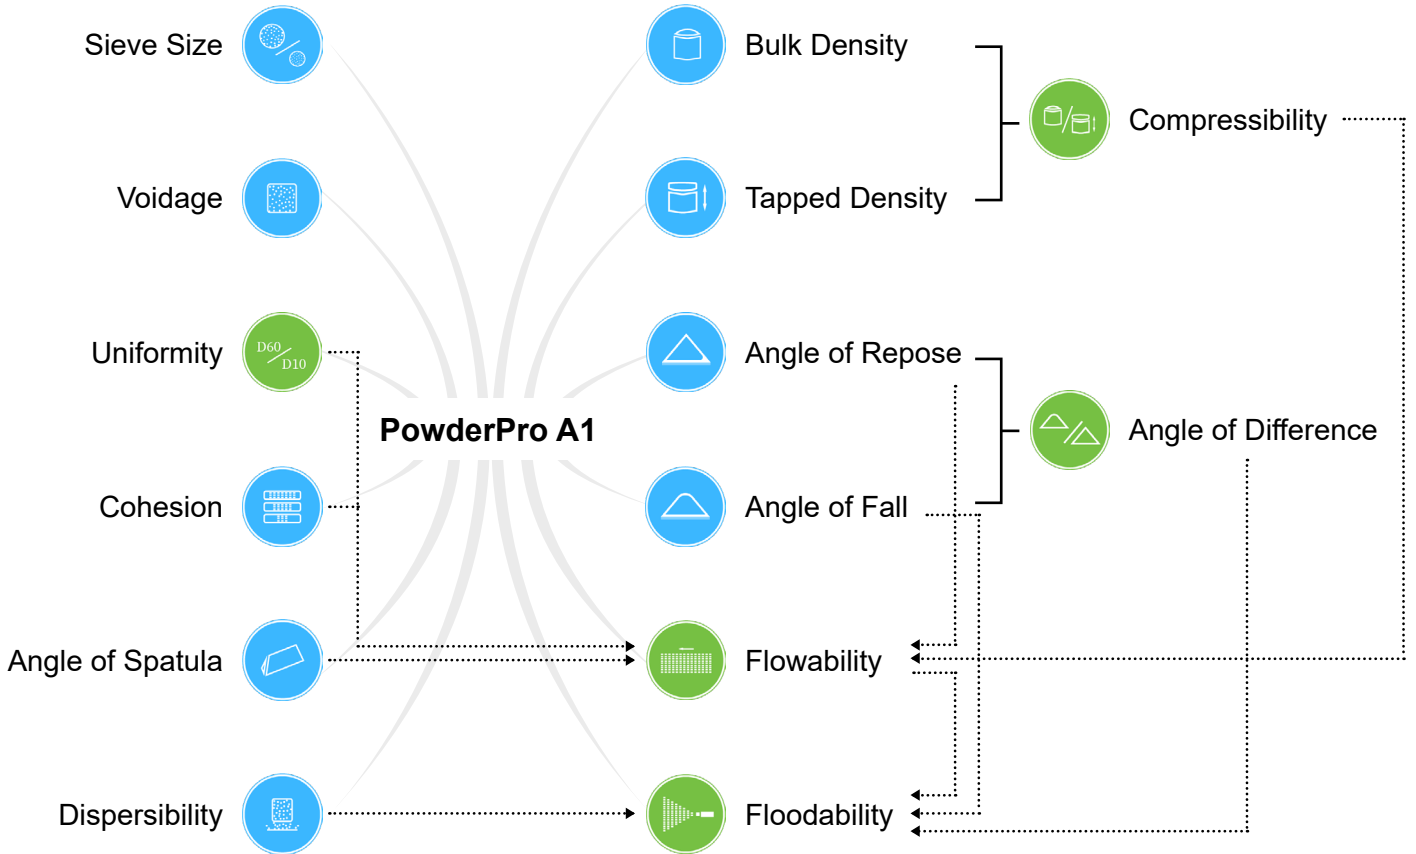 Sieve Size
Bulk Density
Compressibility
Voidage
Tapped Density
Uniformity
D60/D10
Angle of Repose
PowderPro A1
Angle of Difference
Cohesion
Angle of Fall
Angle of Spatula
Flowability
Dispersibility
Floodability